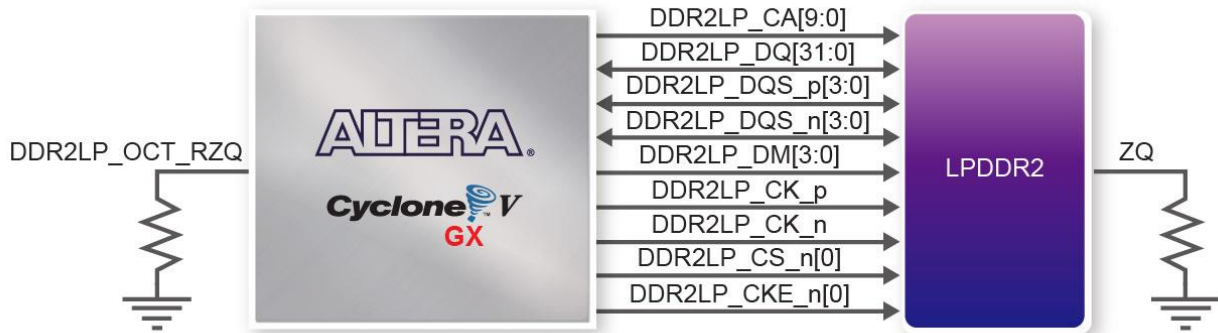 DDR2LP_CA[9:0]
DDR2LP_DQ[31:0]
DDR2LP_DQS_p[3:0]
DDR2LP_DQS_n[3:0]
DDR2LP_DM[3:0]
DDR2LP_CK_p
DDR2LP_CK_n
DDR2LP_CS_n[0]
DDR2LP_CKE_n[0]
DDR2LP_OCT_RZQ
ALTERA®
Cyclone™ V
GX
LPDDR2
ZQ